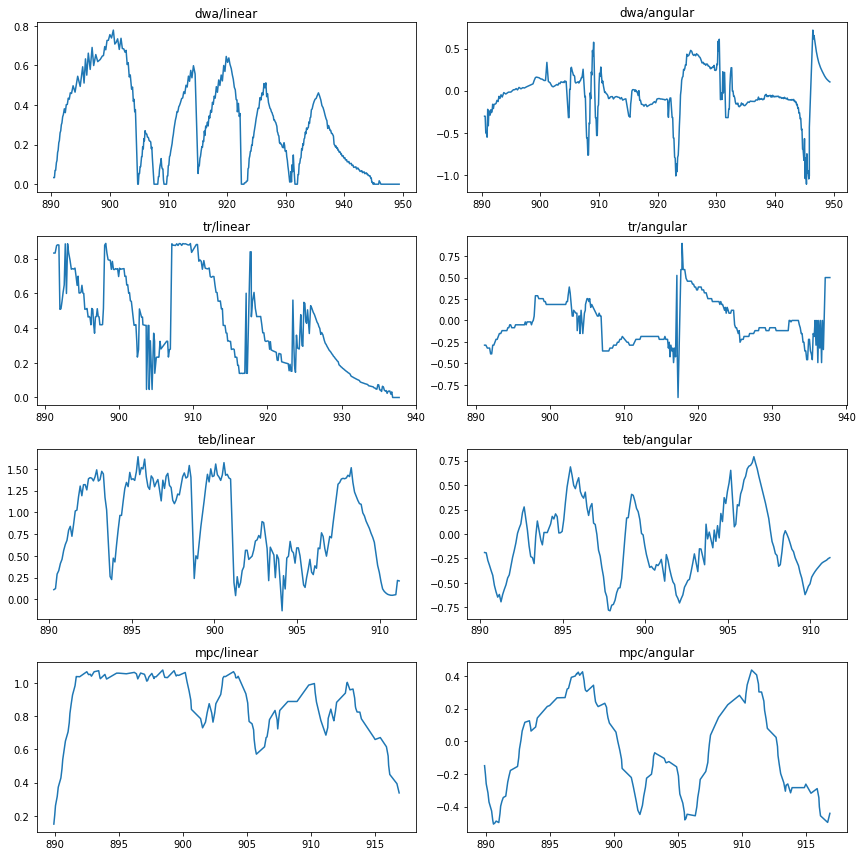 dwa/linear
0.8
0.6
0.4
0.2
0.0
890 900 910 920 930 940 950
dwa/angular
0.5
0.0
−0.5
−1.0
890 900 910 920 930 940 950
tr/linear
0.8
0.6
0.4
0.2
0.0
890 900 910 920 930 940
tr/angular
0.75
0.50
0.25
0.00
−0.25
−0.50
−0.75
890 900 910 920 930 940
teb/linear
1.50
1.25
1.00
0.75
0.50
0.25
0.00
890 895 900 905 910
teb/angular
0.75
0.50
0.25
0.00
−0.25
−0.50
−0.75
890 895 900 905 910
mpc/linear
1.0
0.8
0.6
0.4
0.2
890 895 900 905 910 915
mpc/angular
0.4
0.2
0.0
−0.2
−0.4
890 895 900 905 910 915